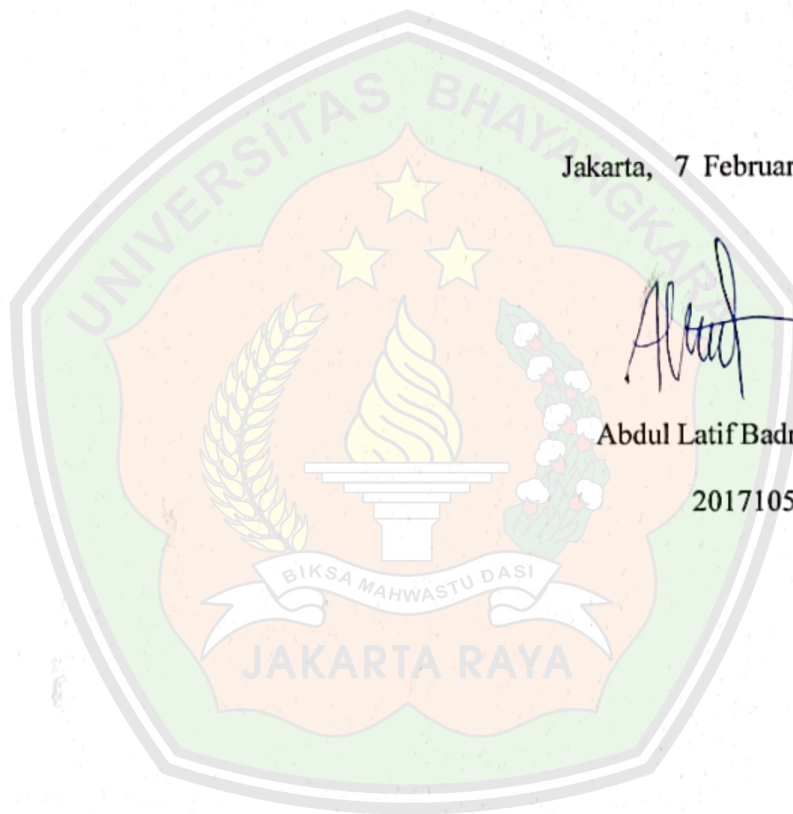 UNIVERSITAS BHAYANGKARA
Jakarta, 7 Februar
Abdul Latif Badr
2017105
BIKSA MAHWASTU DASI
JAKARTA RAYA